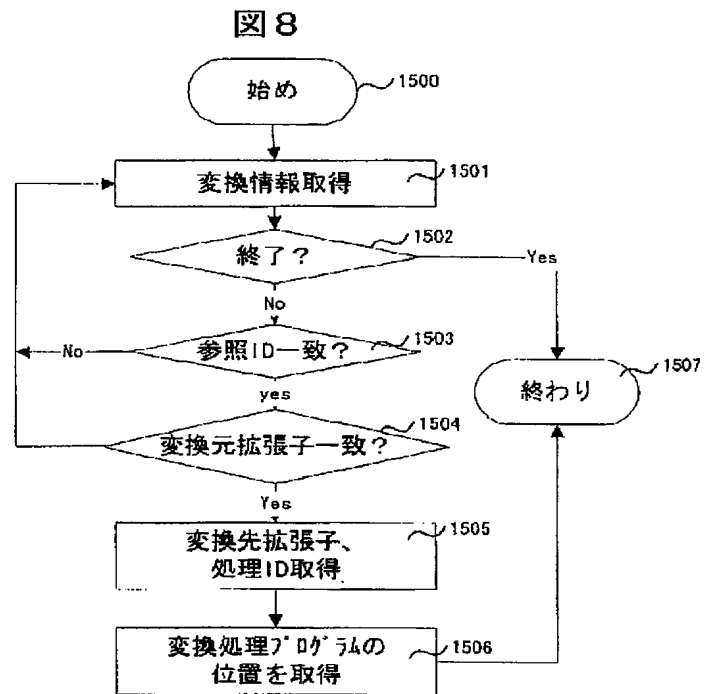 図8
始め
1500
変換情報取得
1501
終了?
1502
Yes
No
参照ID一致?
1503
No
yes
終わり
1507
変換元拡張子一致?
1504
Yes
変換先拡張子、
処理ID取得
1505
変換処理プログラムの
位置を取得
1506